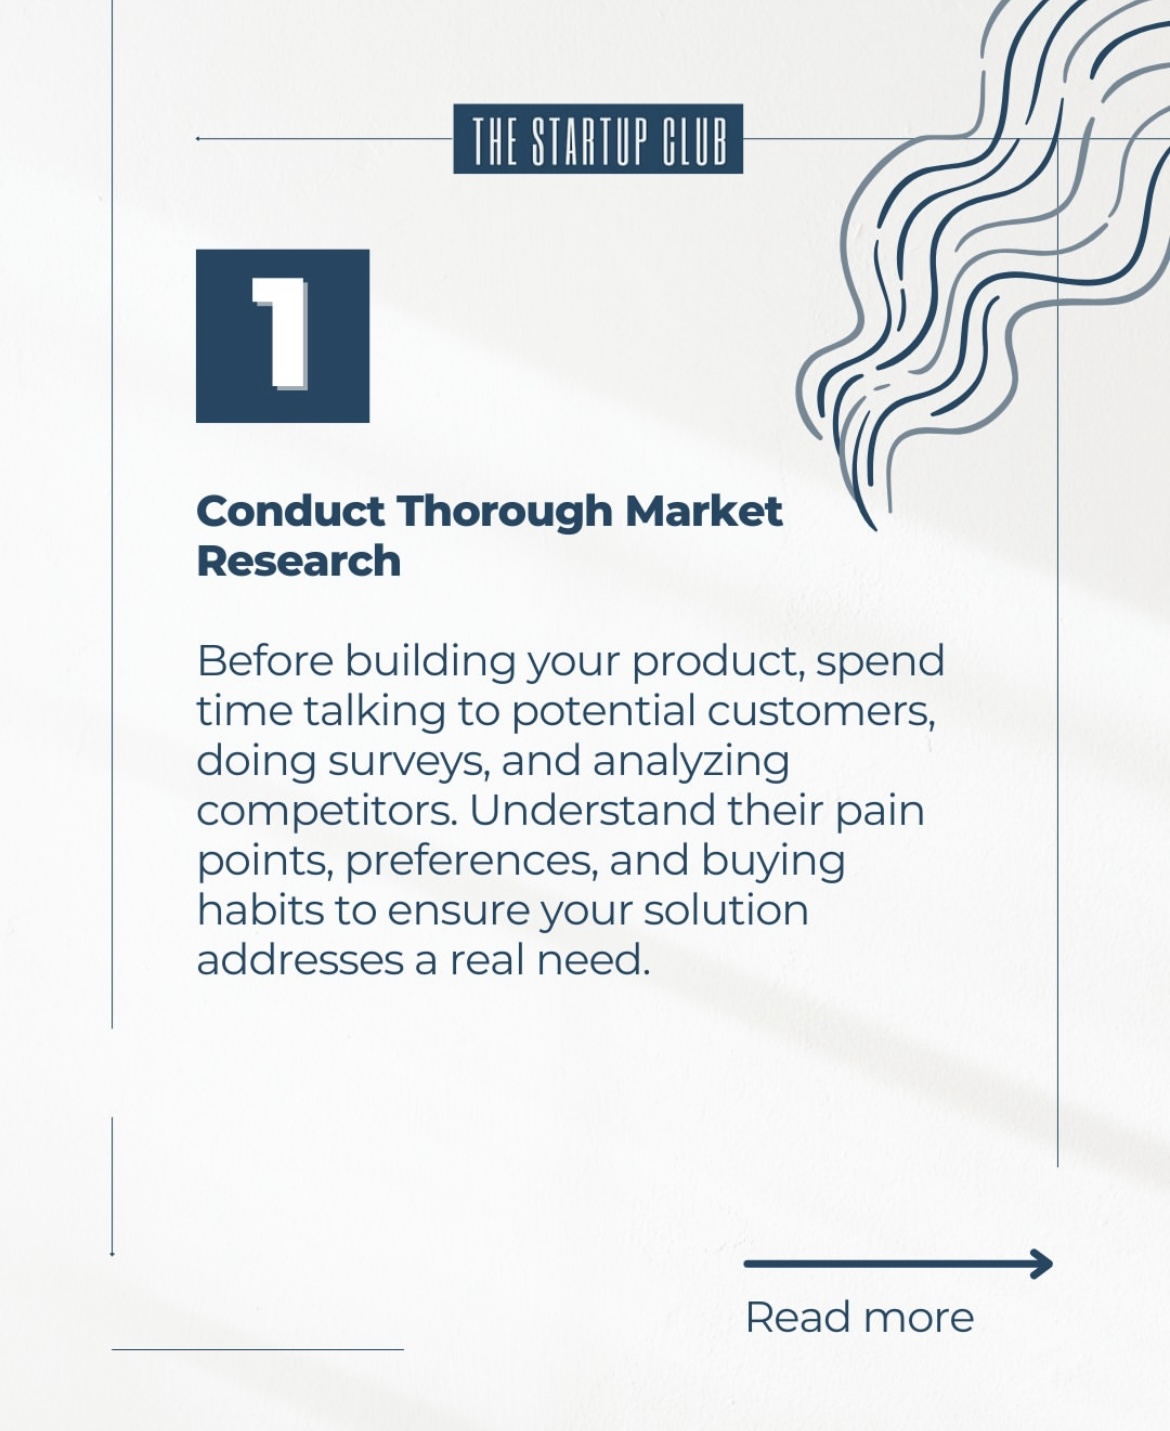 THE STARTUP CLUB
1
Conduct Thorough Market
Research
Before building your product, spend
time talking to potential customers,
doing surveys, and analyzing
competitors. Understand their pain
points, preferences, and buying
habits to ensure your solution
addresses a real need.
Read more